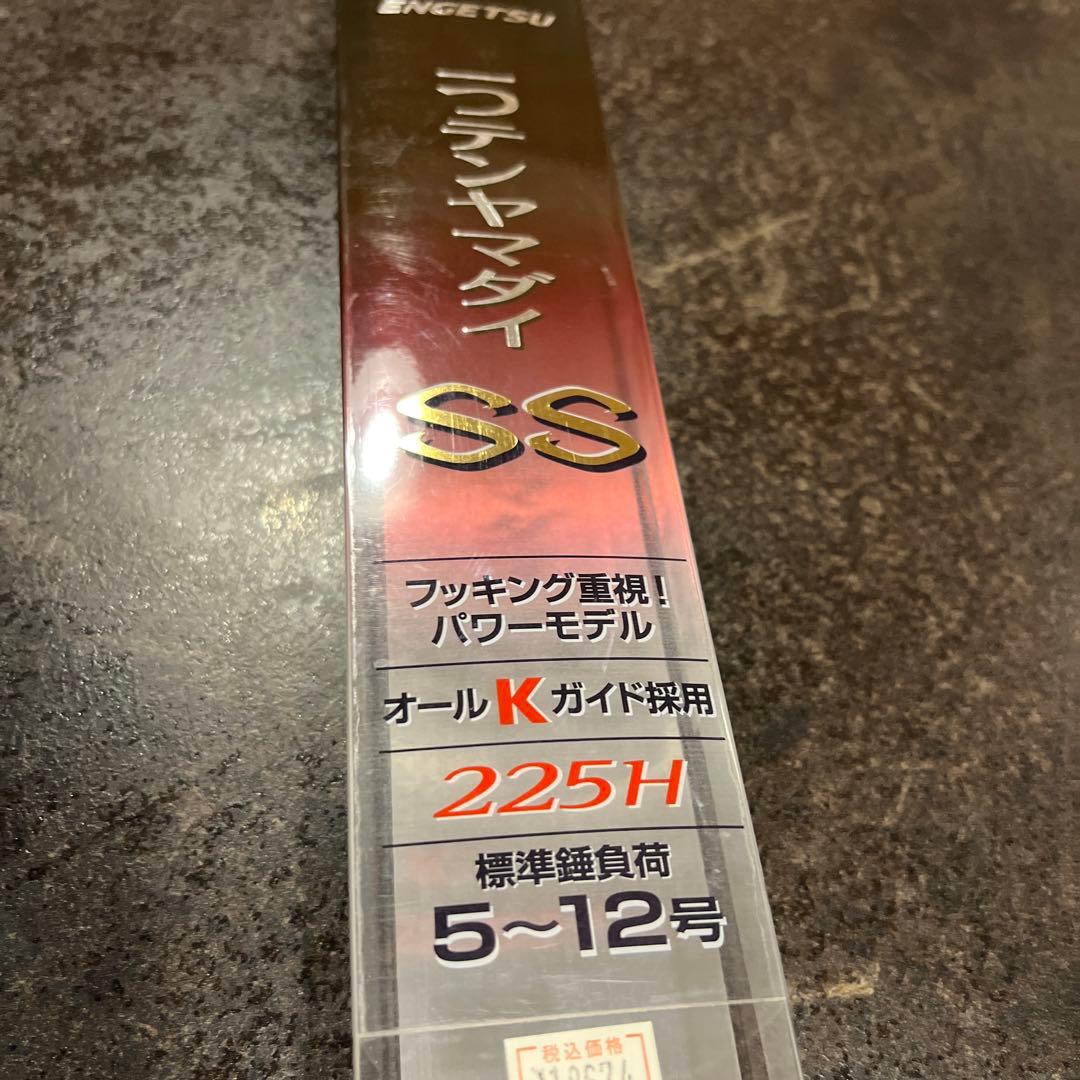 ENGETSU
一つテンヤマダイ
SS
フッキング重視!
パワーモデル
オールKガイド採用
225H
標準錘負荷
5〜12号
税込価格